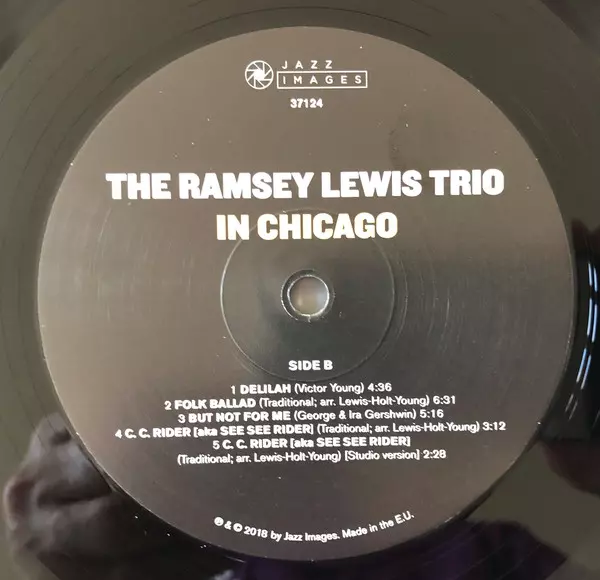 JAZZ
IMAGES
37124
THE RAMSEY LEWIS TRIO
IN CHICAGO
SIDE B
1 DELILAH (Victor Young) 4:36
2 FOLK BALLAD (Traditional; arr. Lewis-Holt-Young) 6:31
3 BUT NOT FOR ME (George & Ira Gershwin) 5:16
4 C. C. RIDER [aka SEE SEE RIDER] (Traditional; arr. Lewis-Holt-Young) 3:12
5 C. C. RIDER [aka SEE SEE RIDER]
(Traditional; arr. Lewis-Holt-Young) [Studio version] 2:28
℗ & © 2018 by Jazz Images. Made in the E.U.